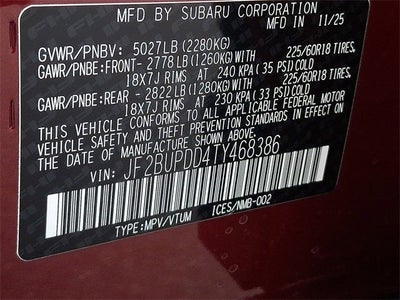 MFD BY SUBARU CORPORATION IN 11/25
GVWR/PNBV: 5027LB (2280KG)
GAWR/PNBE:FRONT- 2778LB (1260KG)WITH 225/60R18 TIRES,
18X7J RIMS AT 240 KPA (35 PSI)COLD
GAWR/PNBE:REAR- 2822LB (1280KG)WITH 225/60R18 TIRES,
18X7J RIMS AT 230 KPA (33 PSI)COLD
THIS VEHICLE CONFORMS TO ALL APPLICABLE FEDERAL MOTOR
VEHICLE SAFETY AND THEFT PREVENTION STANDARDS IN EFFECT ON
THE DATE OF MANUFACTURE SHOWN ABOVE.
VIN: JF2BUPDD4TY468386
TYPE:MPV/VTUM ICES/NMB-002